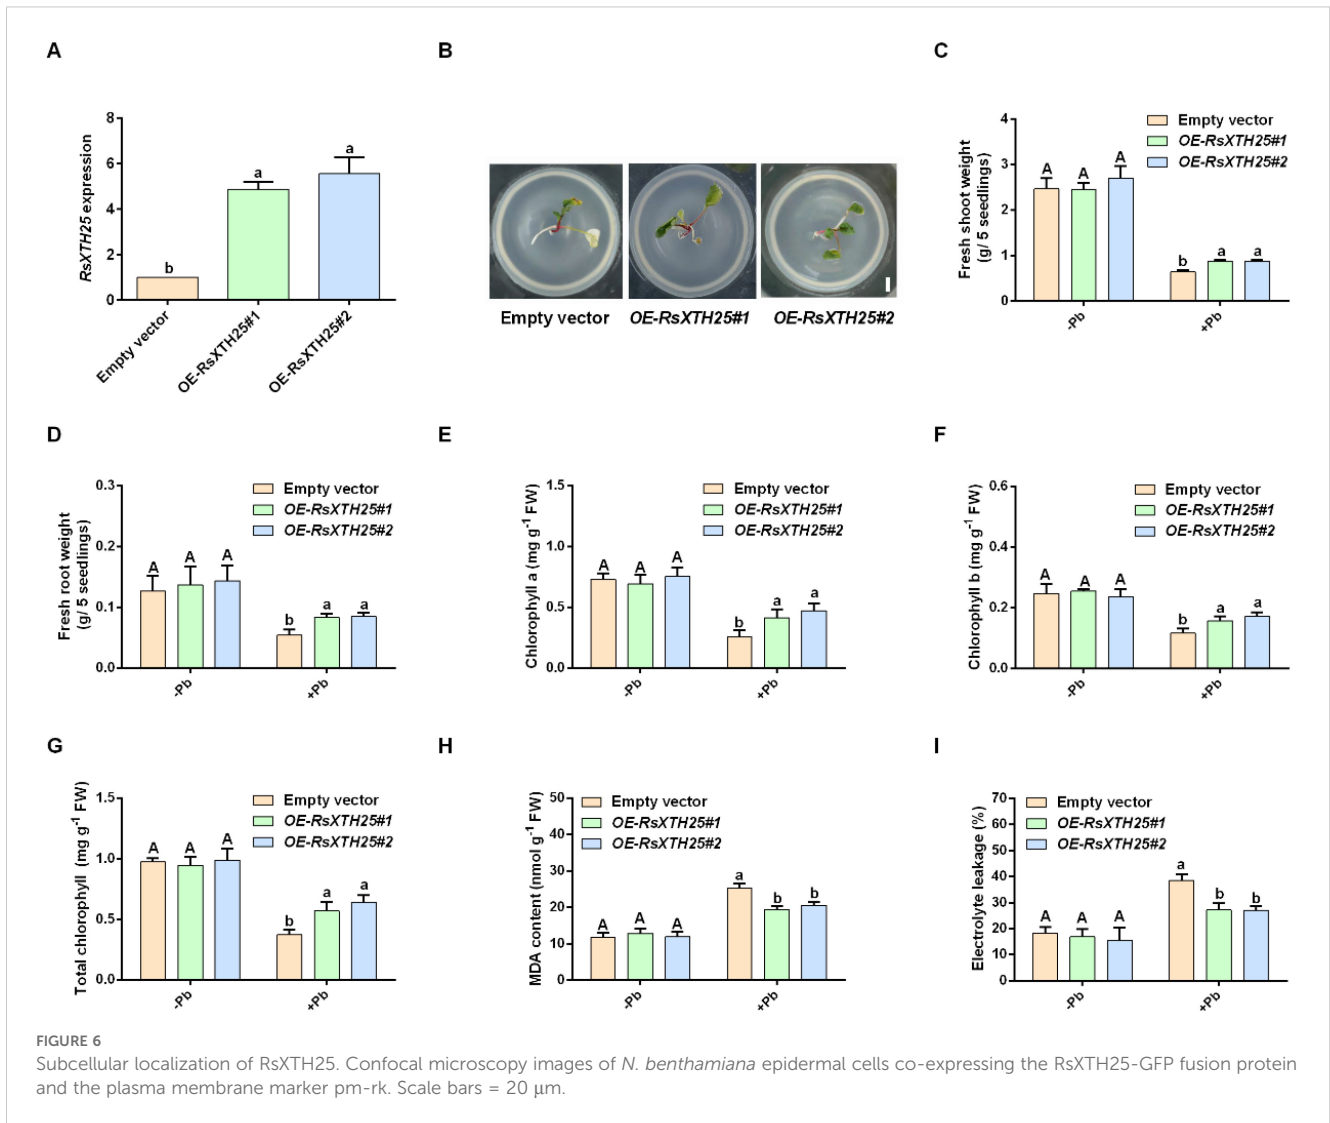 A
RsXTH25 expression
8
6
4
2
0
b
a
a
Empty vector
OE-RsXTH25#1
OE-RsXTH25#2
B
Empty vector
OE-RsXTH25#1
OE-RsXTH25#2
C
Fresh shoot weight
(g/ 5 seedlings)
4
3
2
1
0
Empty vector
OE-RsXTH25#1
OE-RsXTH25#2
A
A
A
b
a
a
-Pb
+Pb
D
Fresh root weight
(g/ 5 seedlings)
0.3
0.2
0.1
0.0
Empty vector
OE-RsXTH25#1
OE-RsXTH25#2
A
A
A
b
a
a
-Pb
+Pb
E
Chlorophyll a (mg g-1 FW)
1.5
1.0
0.5
0.0
Empty vector
OE-RsXTH25#1
OE-RsXTH25#2
A
A
A
b
a
a
-Pb
+Pb
F
Chlorophyll b (mg g-1 FW)
0.6
0.4
0.2
0.0
Empty vector
OE-RsXTH25#1
OE-RsXTH25#2
A
A
A
b
a
a
-Pb
+Pb
G
Total chlorophyll (mg g-1 FW)
1.5
1.0
0.5
0.0
Empty vector
OE-RsXTH25#1
OE-RsXTH25#2
A
A
A
b
a
a
-Pb
+Pb
H
MDA content (nmol g-1 FW)
50
40
30
20
10
0
Empty vector
OE-RsXTH25#1
OE-RsXTH25#2
A
A
A
a
b
b
-Pb
+Pb
I
Electrolyte leakage (%)
70
60
50
40
30
20
10
0
Empty vector
OE-RsXTH25#1
OE-RsXTH25#2
A
A
A
a
b
b
-Pb
+Pb
FIGURE 6
Subcellular localization of RsXTH25. Confocal microscopy images of N. benthamiana epidermal cells co-expressing the RsXTH25-GFP fusion protein
and the plasma membrane marker pm-rk. Scale bars = 20 μm.